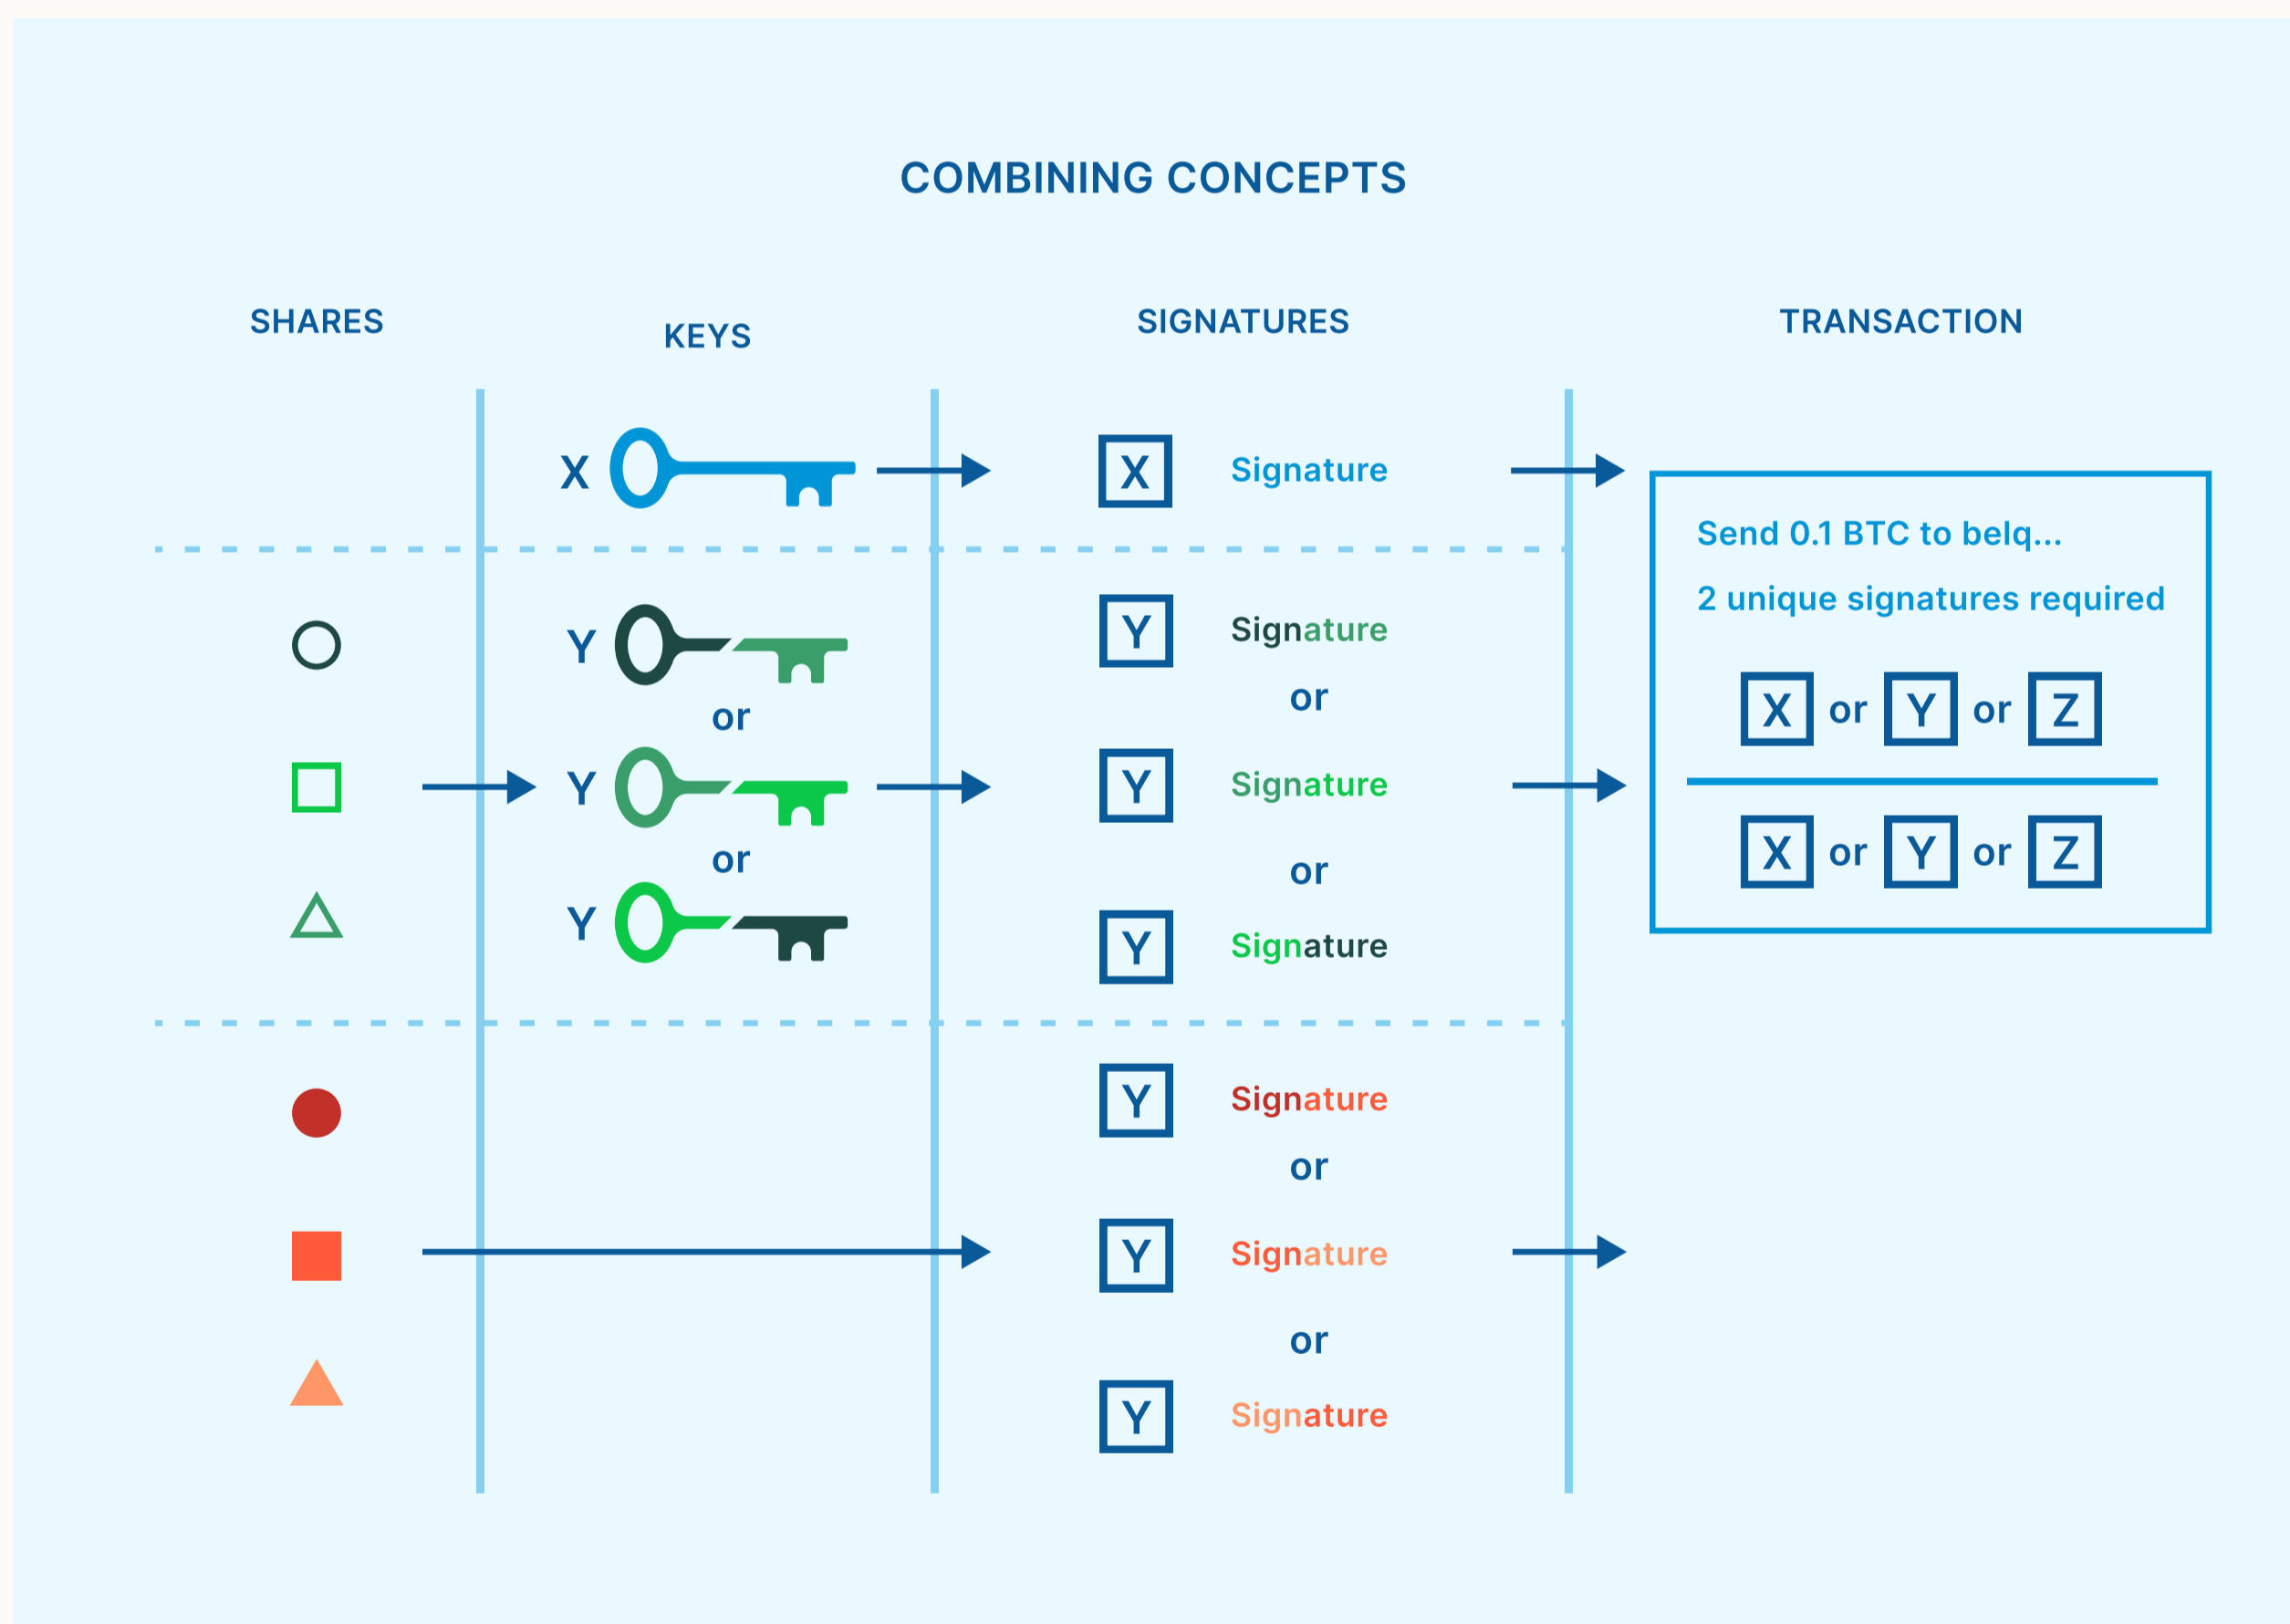 COMBINING CONCEPTS
SHARES
KEYS
SIGNATURES
TRANSACTION
X
X Signature
Send 0.1 BTC to belq...
2 unique signatures required
X or Y or Z
X or Y or Z
Y
or
Y
or
Y
Y Signature
or
Y Signature
or
Y Signature
Y Signature
or
Y Signature
or
Y Signature